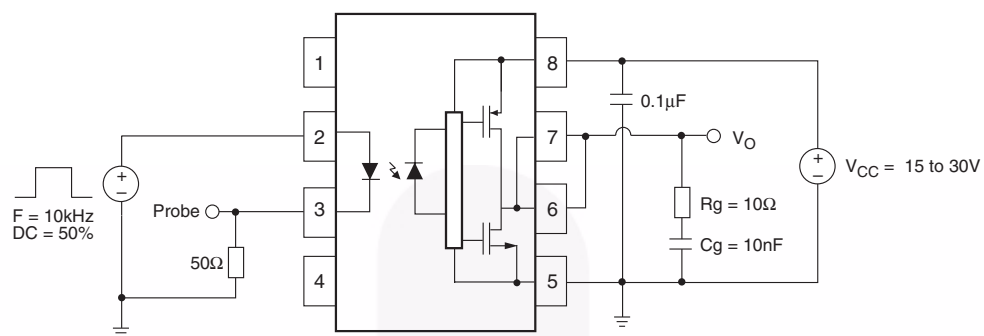 1
2
3
4
8
7
6
5
+
−
F = 10kHz
DC = 50%
Probe
50Ω
0.1μF
VO
+
−
VCC = 15 to 30V
Rg = 10Ω
Cg = 10nF